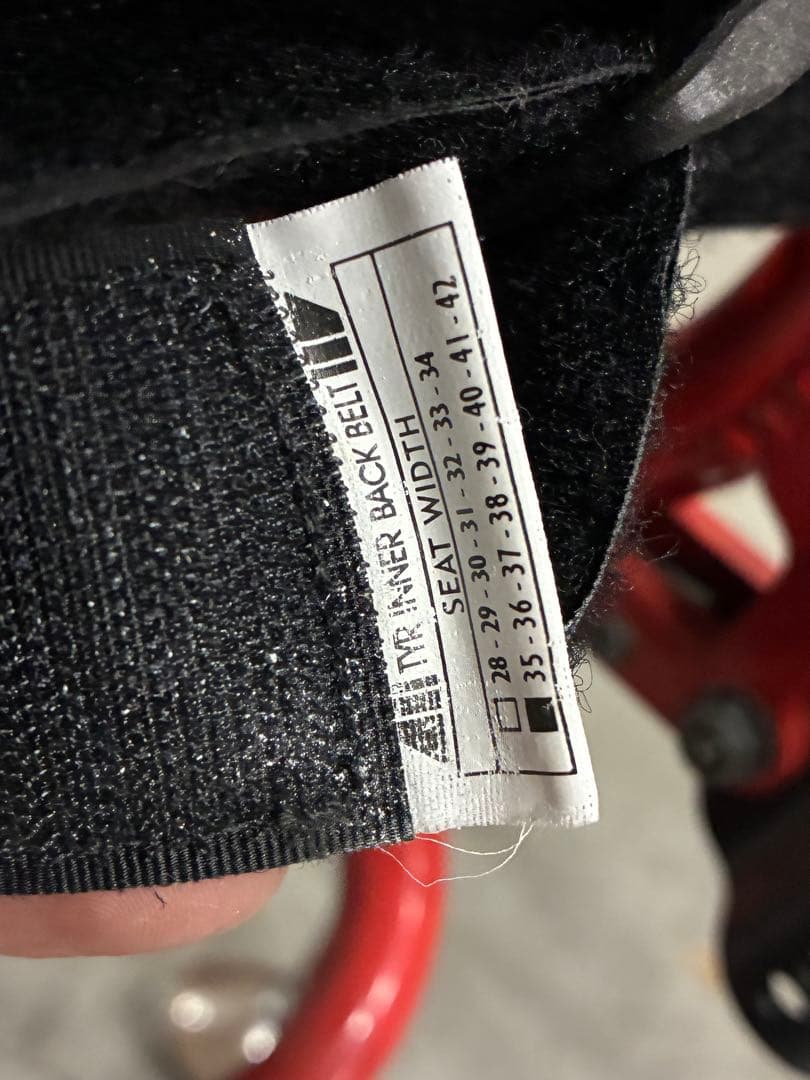 TYR INNER BACK BELT
SEAT WIDTH
28 - 29 - 30 - 31 - 32 - 33 - 34
35 - 36 - 37 - 38 - 39 - 40 - 41 - 42